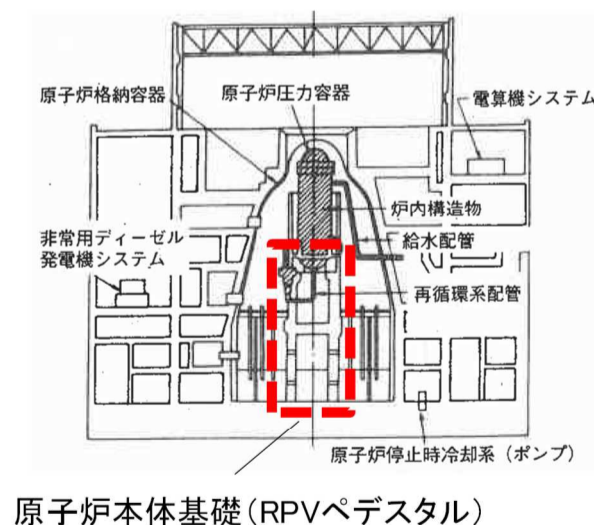 原子炉格納容器
原子炉圧力容器
電算機システム
炉内構造物
非常用ディーゼル
発電機システム
給水配管
再循環系配管
原子炉停止時冷却系（ポンプ）
原子炉本体基礎（RPVペデスタル）